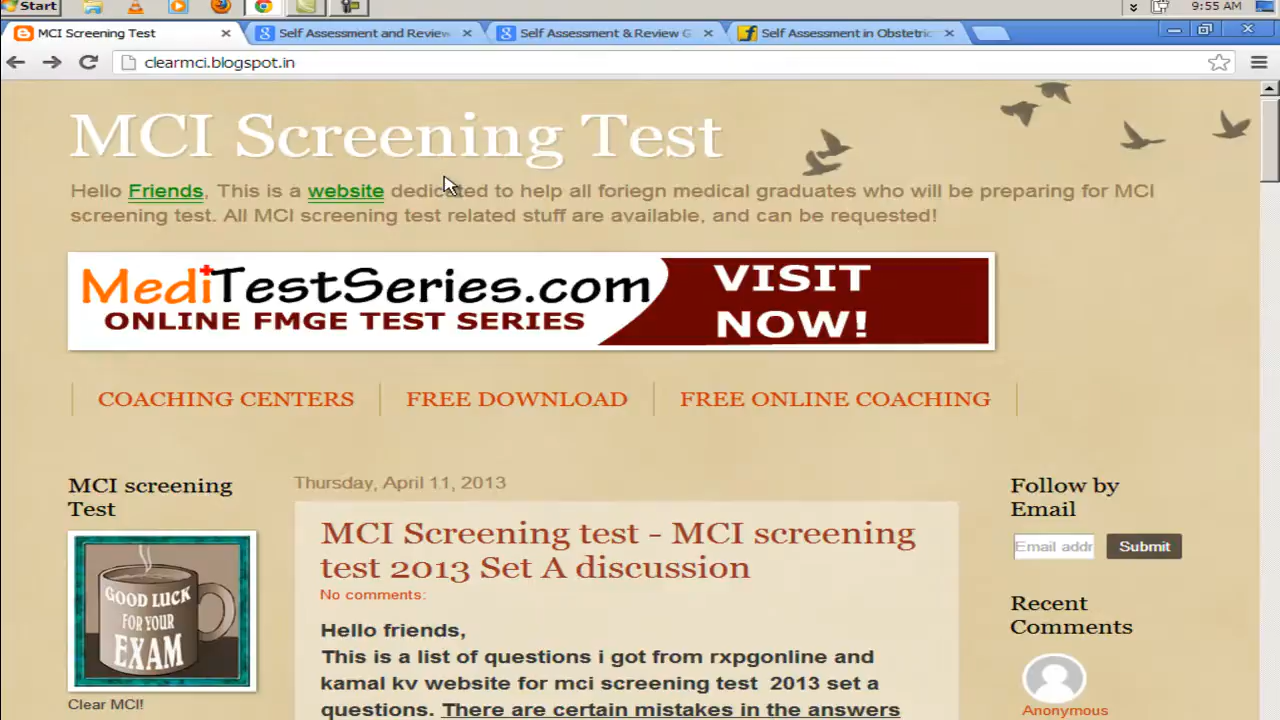 Start
9:55 AM
MCI Screening Test
Self Assessment and Review
Self Assessment & Review G
Self Assessment in Obstetric
clearmci.blogspot.in
MCI Screening Test
Hello Friends, This is a website dedicated to help all foriegn medical graduates who will be preparing for MCI
screening test. All MCI screening test related stuff are available, and can be requested!
MediTestSeries.com
ONLINE FMGE TEST SERIES
VISIT
NOW!
COACHING CENTERS
FREE DOWNLOAD
FREE ONLINE COACHING
MCI screening
Test
GOOD LUCK
FOR YOUR
EXAM
Clear MCI!
Thursday, April 11, 2013
MCI Screening test - MCI screening
test 2013 Set A discussion
No comments:
Hello friends,
This is a list of questions i got from rxpgonline and
kamal kv website for mci screening test 2013 set a
questions. There are certain mistakes in the answers
Follow by
Email
Email addr
Submit
Recent
Comments
Anonymous